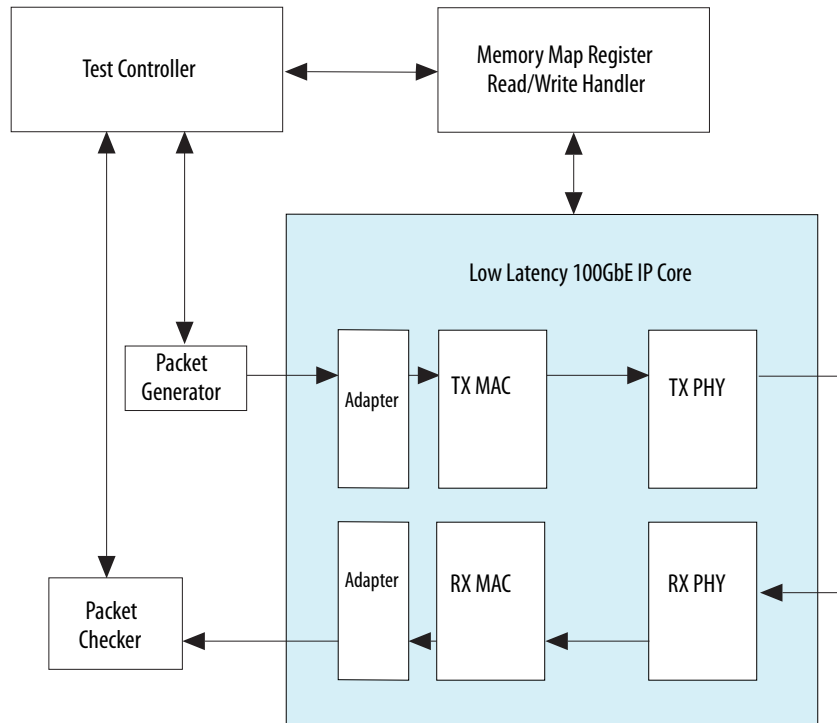 Test Controller
Memory Map Register
Read/Write Handler
Low Latency 100GbE IP Core
Packet
Generator
Adapter
TX MAC
TX PHY
Adapter
RX MAC
RX PHY
Packet
Checker